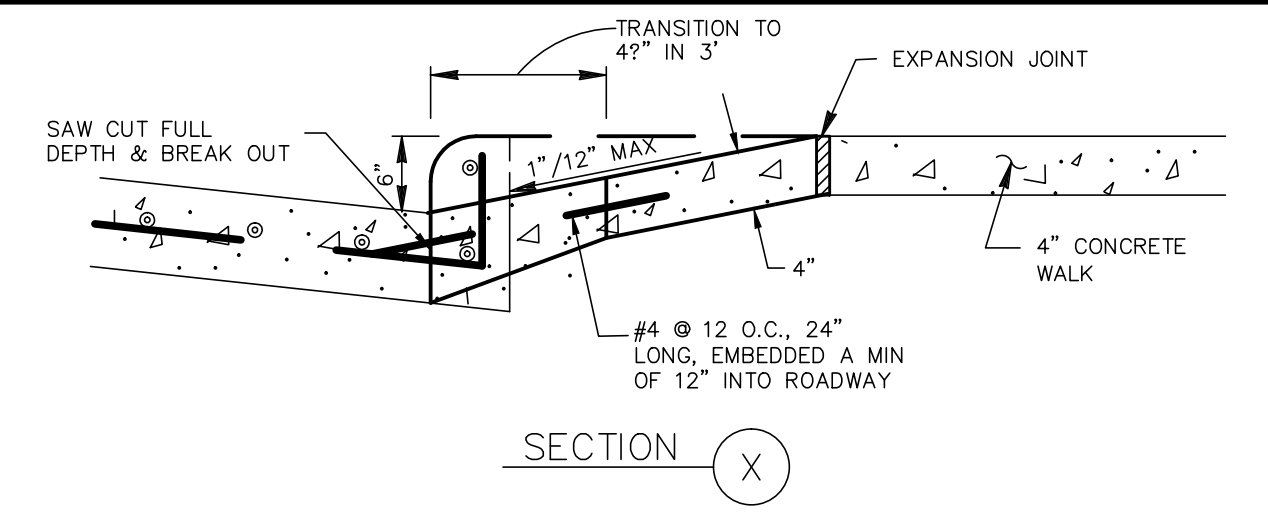 TRANSITION TO
4?" IN 3'
EXPANSION JOINT
SAW CUT FULL
DEPTH & BREAK OUT
6"
1" /12" MAX
4" CONCRETE
WALK
4"
#4 @ 12 O.C., 24"
LONG, EMBEDDED A MIN
OF 12" INTO ROADWAY
SECTION X